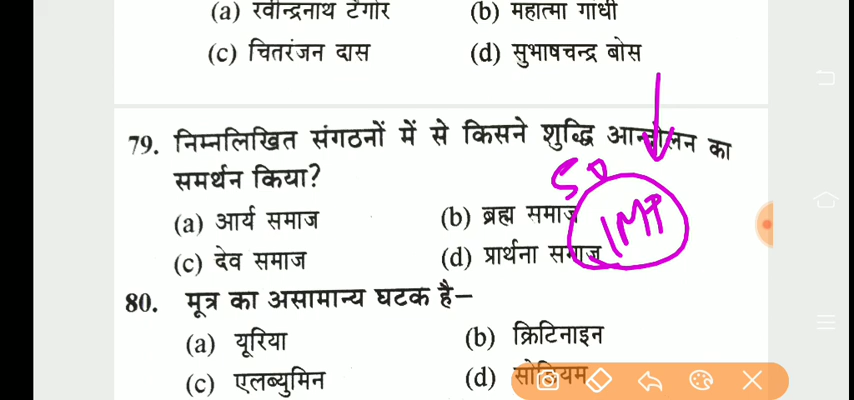 (a) रवीन्द्रनाथ टैगोर (b) महात्मा गांधी
(c) चितरंजन दास (d) सुभाषचन्द्र बोस
79. निम्नलिखित संगठनों में से किसने शुद्धि आन्दोलन का
समर्थन किया?
(a) आर्य समाज (b) ब्रह्म समाज
(c) देव समाज (d) प्रार्थना समाज
IMP
80. मूत्र का असामान्य घटक है–
(a) यूरिया (b) क्रिटिनाइन
(c) एलब्युमिन (d) सोडियम